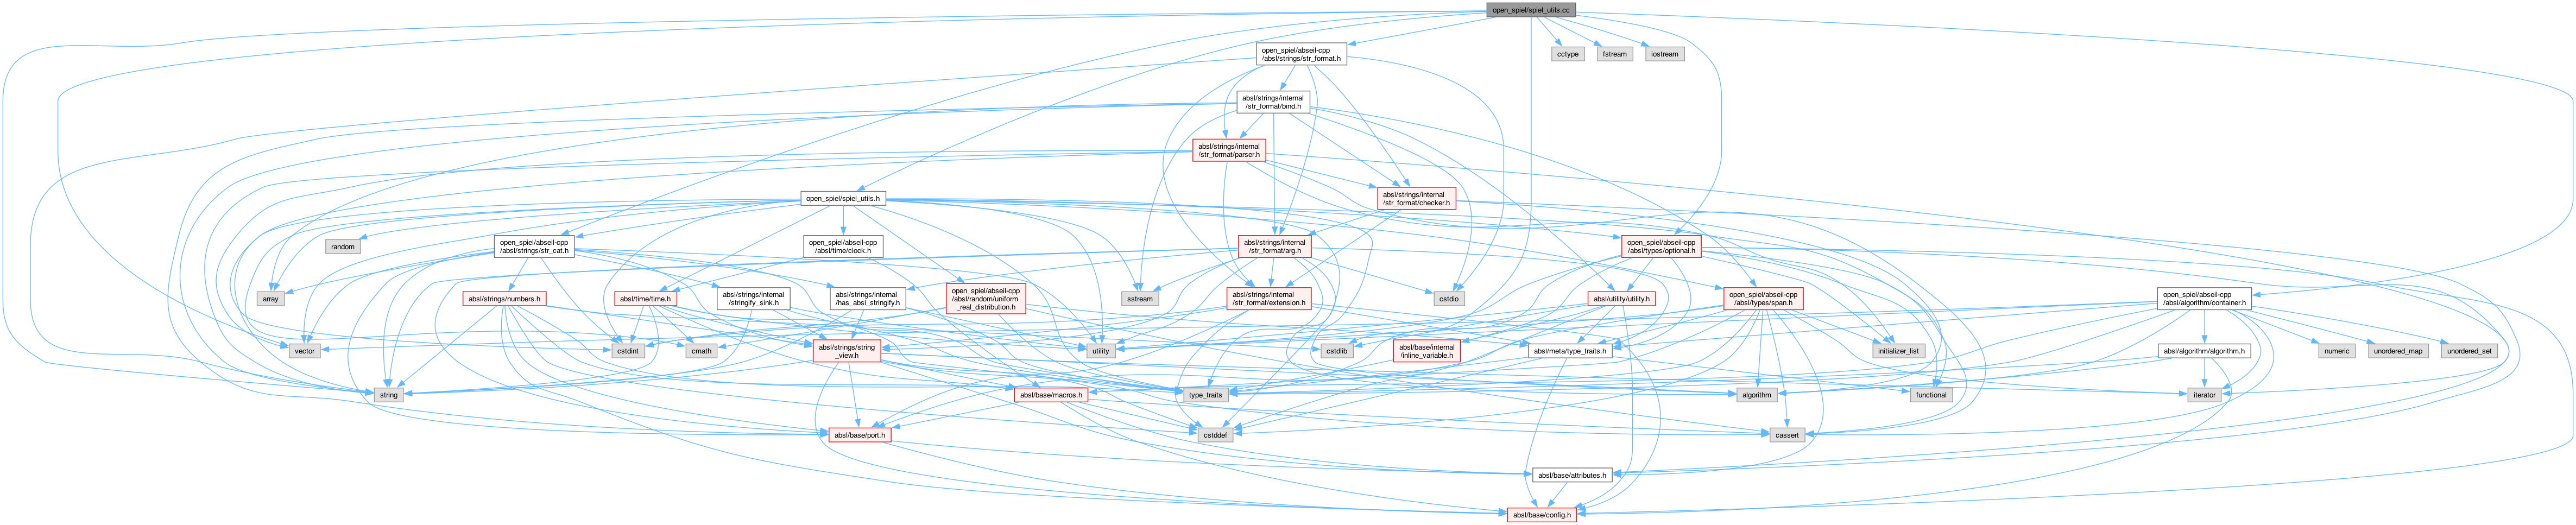 open_spiel/spiel_utils.cc
open_spiel/abseil-cpp
/absl/strings/str_format.h
cctype
fstream
iostream
absl/strings/internal
/str_format/bind.h
absl/strings/internal
/str_format/parser.h
open_spiel/spiel_utils.h
absl/strings/internal
/str_format/checker.h
random
open_spiel/abseil-cpp
/absl/strings/str_cat.h
open_spiel/abseil-cpp
/absl/time/clock.h
absl/strings/internal
/str_format/arg.h
open_spiel/abseil-cpp
/absl/types/optional.h
array
absl/strings/numbers.h
absl/time/time.h
absl/strings/internal
/stringify_sink.h
absl/strings/internal
/has_absl_stringify.h
open_spiel/abseil-cpp
/absl/random/uniform
_real_distribution.h
sstream
absl/strings/internal
/str_format/extension.h
cstdio
absl/utility/utility.h
open_spiel/abseil-cpp
/absl/types/span.h
open_spiel/abseil-cpp
/absl/algorithm/container.h
vector
cstdint
cmath
absl/strings/string
_view.h
utility
cstdlib
absl/base/internal
/inline_variable.h
absl/meta/type_traits.h
initializer_list
absl/algorithm/algorithm.h
numeric
unordered_map
unordered_set
string
absl/base/macros.h
type_traits
algorithm
functional
iterator
absl/base/port.h
cstddef
cassert
absl/base/attributes.h
absl/base/config.h